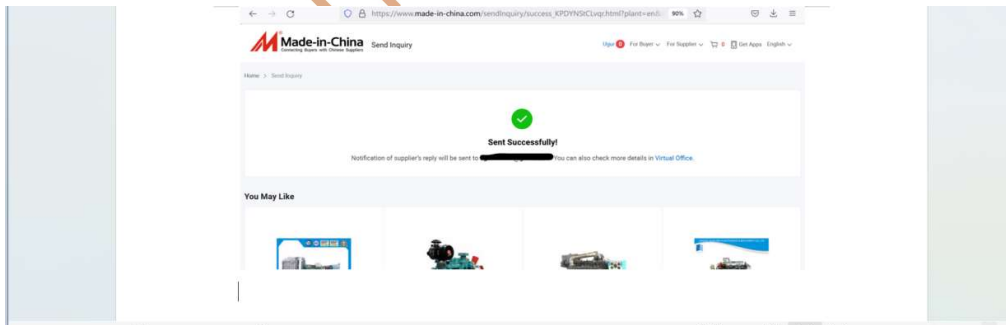 https://www.made-in-china.com/sendInquiry/success_KPDYNStCLvqr.html?plant=en& 90%
Made-in-China Send Inquiry
Connecting Buyers with Chinese Suppliers
Ujjur 0 For Buyer For Supplier 0 Get Apps English
Home > Send Inquiry
Sent Successfully!
Notification of supplier's reply will be sent to You can also check more details in Virtual Office.
You May Like